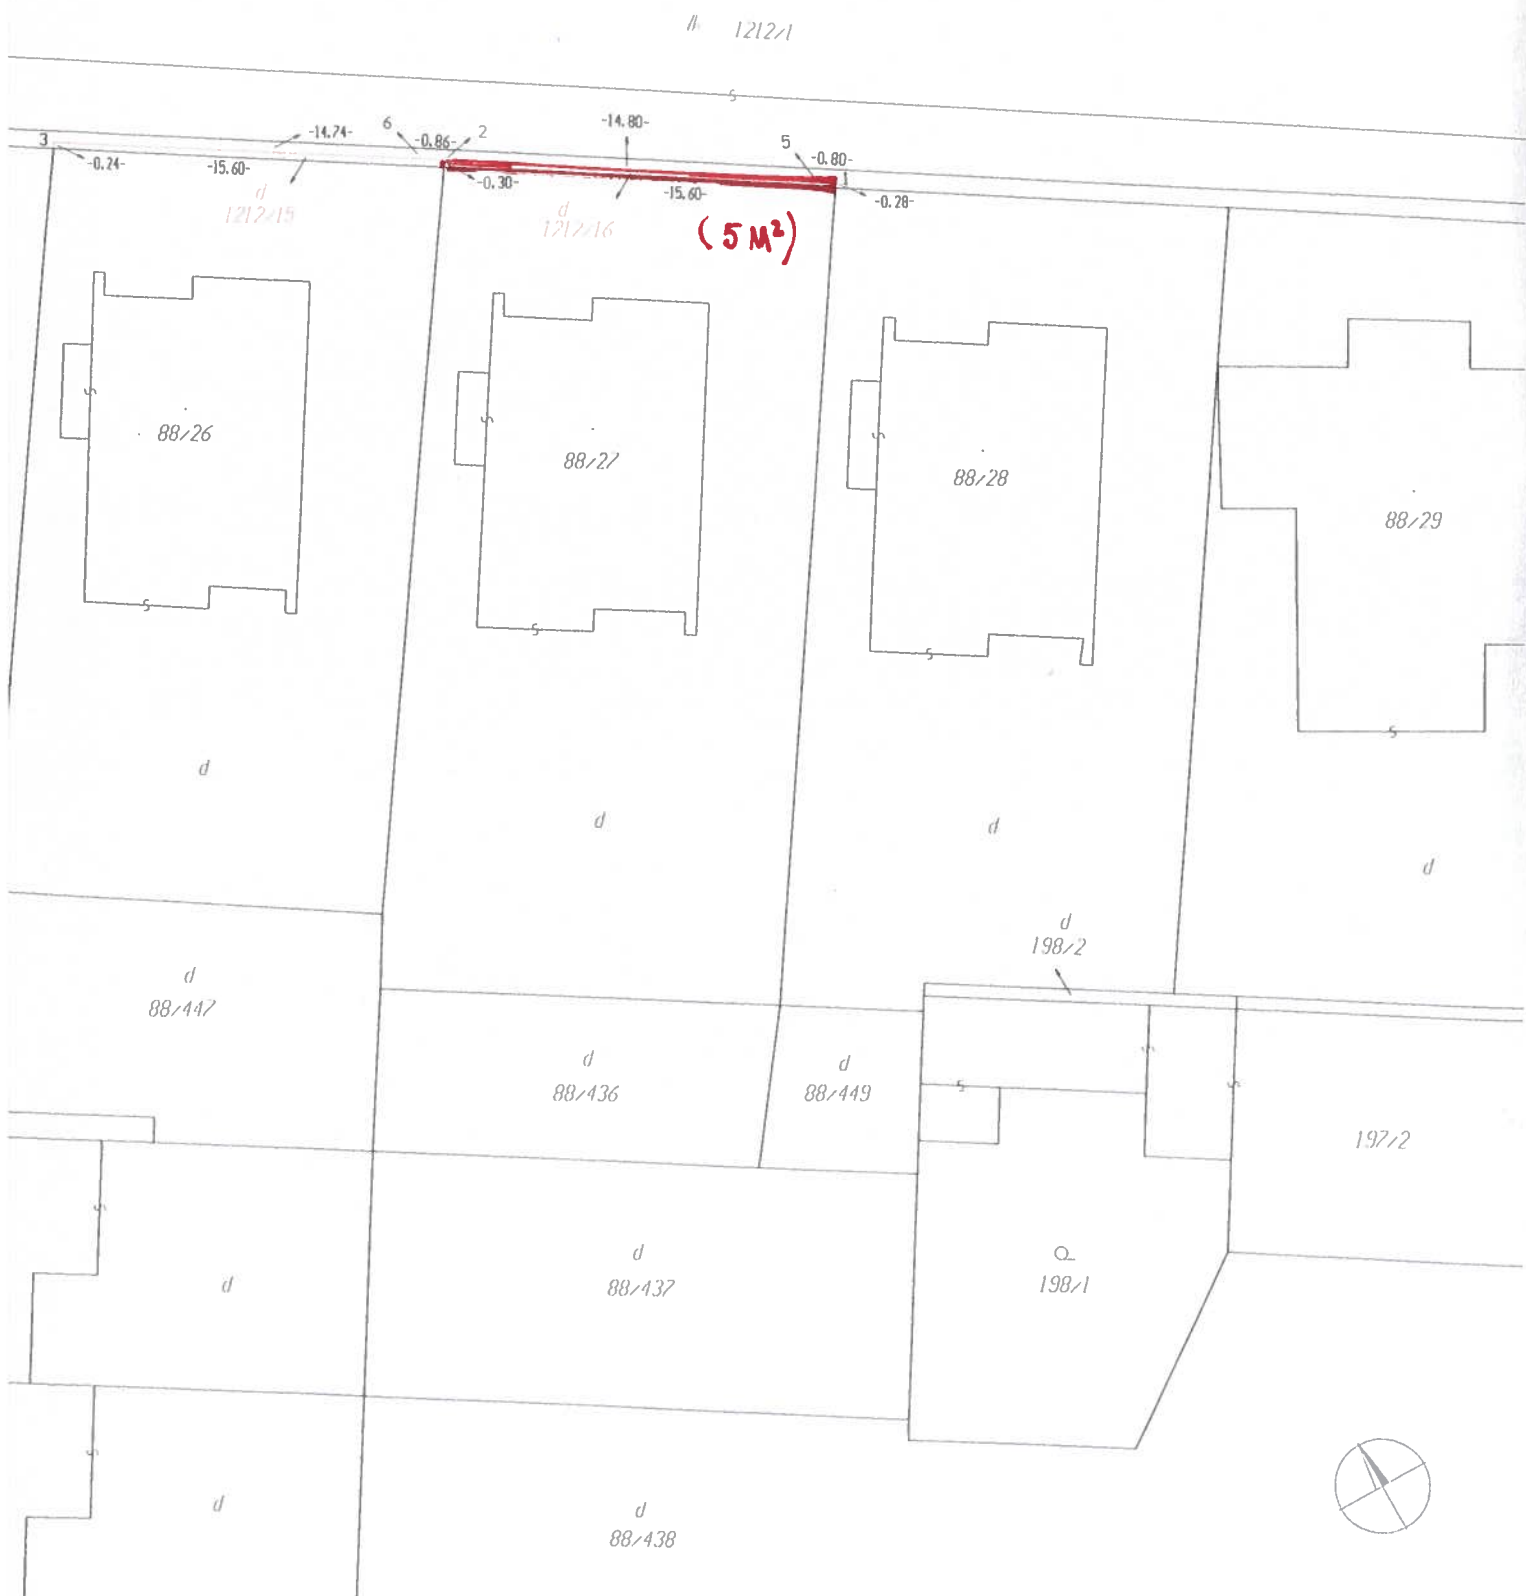 1212/1
3
-0.24-
-14.74-
-15.60-
6
-0.86-
2
-14.80-
-0.30-
-15.60-
5
-0.80-
1
-0.28-
d
1212/15
d
1212/16
(5 M²)
88/26
88/27
88/28
88/29
d
d
d
d
d
198/2
d
88/447
d
88/436
d
88/449
197/2
d
d
88/437
198/1
d
d
88/438